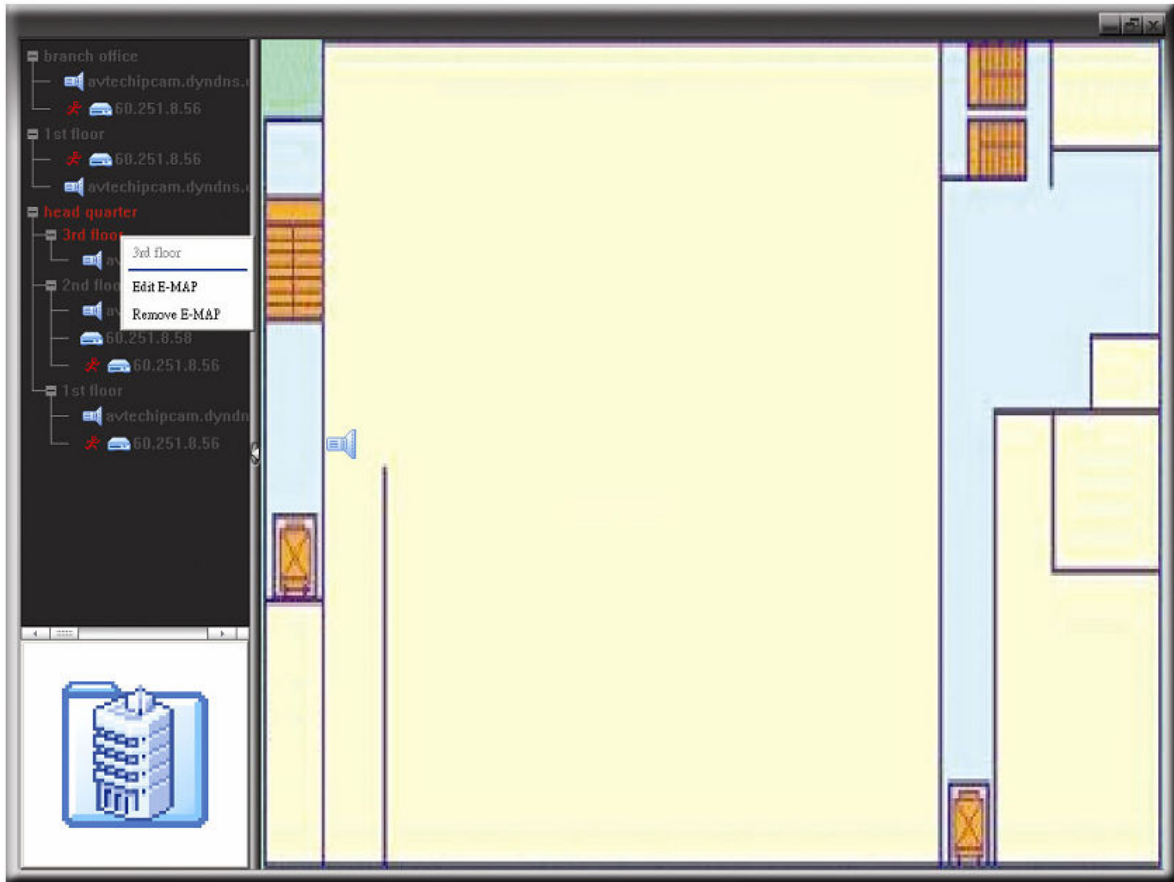 branch office
avtechipcam.dyndns.
60.251.8.56
1st floor
60.251.8.56
avtechipcam.dyndns.
head quarter
3rd floor
3rd floor
Edit E-MAP
Remove E-MAP
2nd floo
60.251.8.58
60.251.8.56
1st floor
avtechipcam.dyndn
60.251.8.56